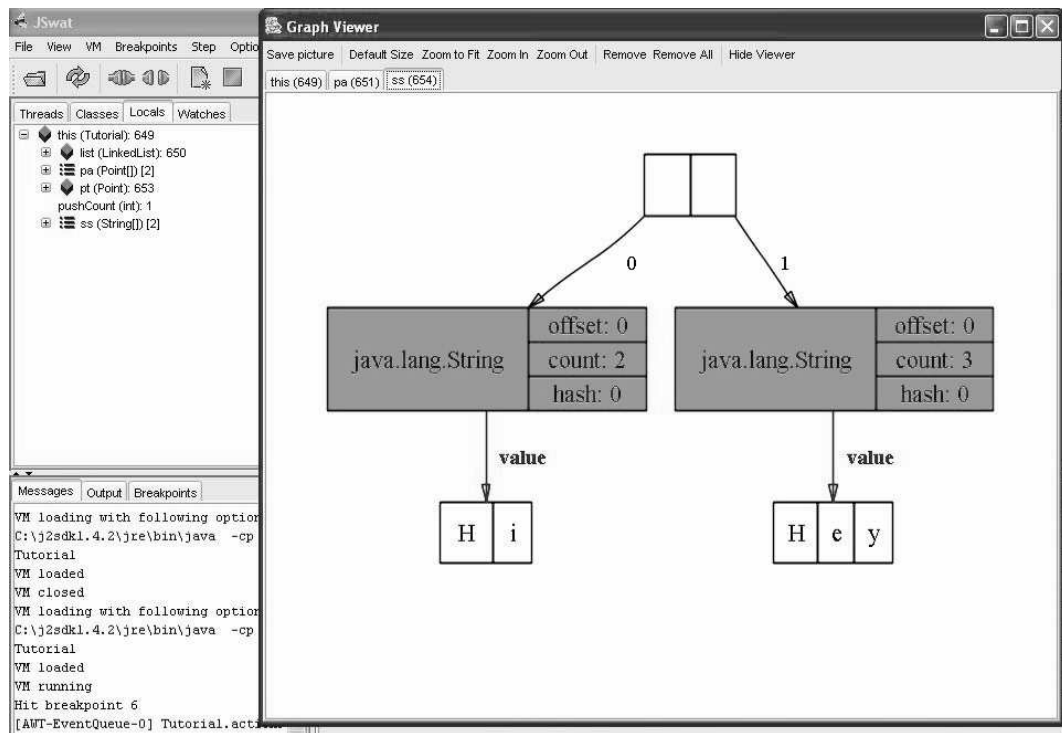 JSwat
File View VM Breakpoints Step Optio
Threads Classes Locals Watches
this (Tutorial): 649
list (LinkedList): 650
pa (Point[]) [2]
pt (Point): 653
pushCount (int): 1
ss (String[]) [2]
Messages Output Breakpoints
VM loading with following option
C:\j2sdk1.4.2\jre\bin\java -cp
Tutorial
VM loaded
VM closed
VM loading with following option
C:\j2sdk1.4.2\jre\bin\java -cp
Tutorial
VM loaded
VM running
Hit breakpoint 6
[AWT-EventQueue-0] Tutorial.action
Graph Viewer
Save picture Default Size Zoom to Fit Zoom In Zoom Out Remove Remove All Hide Viewer
this (649) pa (651) ss (654)
0 1
java.lang.String offset: 0 count: 2 hash: 0
java.lang.String offset: 0 count: 3 hash: 0
value value
H i
H e y